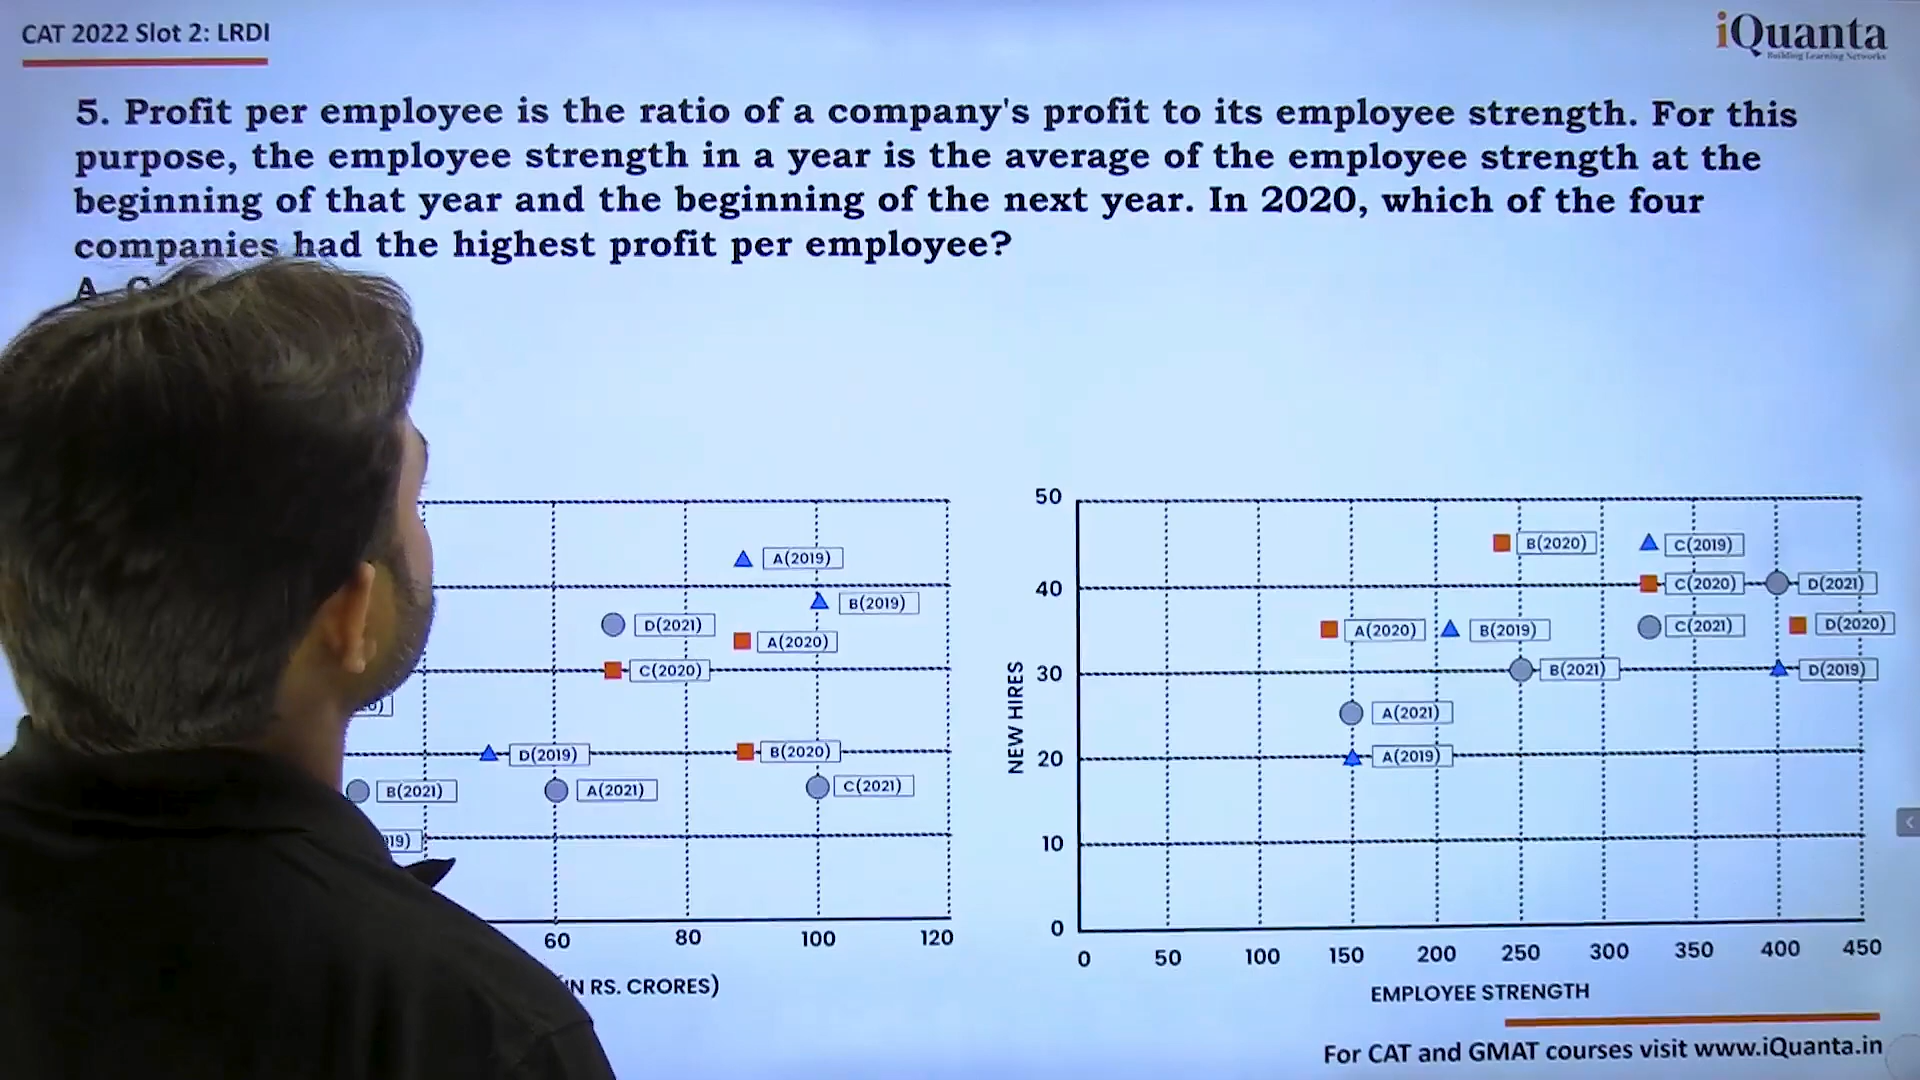 CAT 2022 Slot 2: LRDI
iQuanta
Building Learning Networks
5. Profit per employee is the ratio of a company's profit to its employee strength. For this
purpose, the employee strength in a year is the average of the employee strength at the
beginning of that year and the beginning of the next year. In 2020, which of the four
companies had the highest profit per employee?
A.
A(2019)
B(2019)
D(2021)
A(2020)
C(2020)
D(2019)
B(2020)
B(2021)
A(2021)
C(2021)
19)
60 80 100 120
IN RS. CRORES)
50
40
30
20
10
0
NEW HIRES
B(2020)
C(2019)
C(2020)
D(2021)
A(2020)
B(2019)
C(2021)
D(2020)
B(2021)
D(2019)
A(2021)
A(2019)
0 50 100 150 200 250 300 350 400 450
EMPLOYEE STRENGTH
For CAT and GMAT courses visit www.iQuanta.in